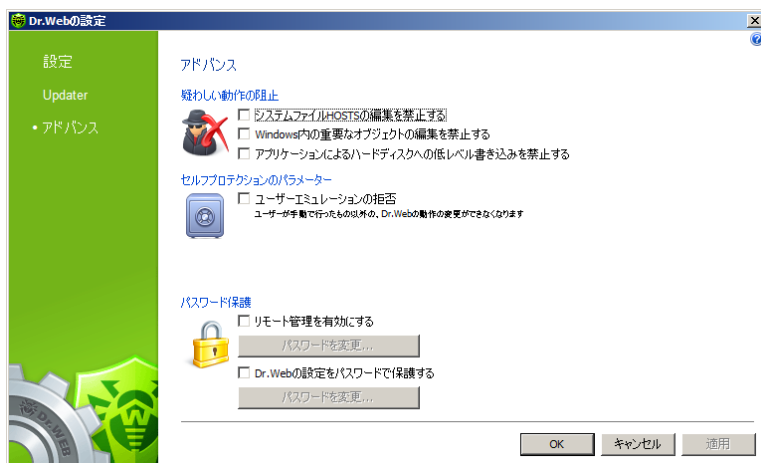 Dr.Webの設定
設定
Updater
• アドバンス
アドバンス
疑わしい動作の阻止
システムファイルHOSTSの編集を禁止する
Windows内の重要なオブジェクトの編集を禁止する
アプリケーションによるハードディスクへの低レベル書き込みを禁止する
セルフプロテクションのパラメーター
ユーザーエミュレーションの拒否
ユーザーが手動で行ったもの以外の、Dr.Webの動作の変更ができなくなります
パスワード保護
リモート管理を有効にする
パスワードを変更...
Dr.Webの設定をパスワードで保護する
パスワードを変更...
Dr.WEB
OK
キャンセル
適用